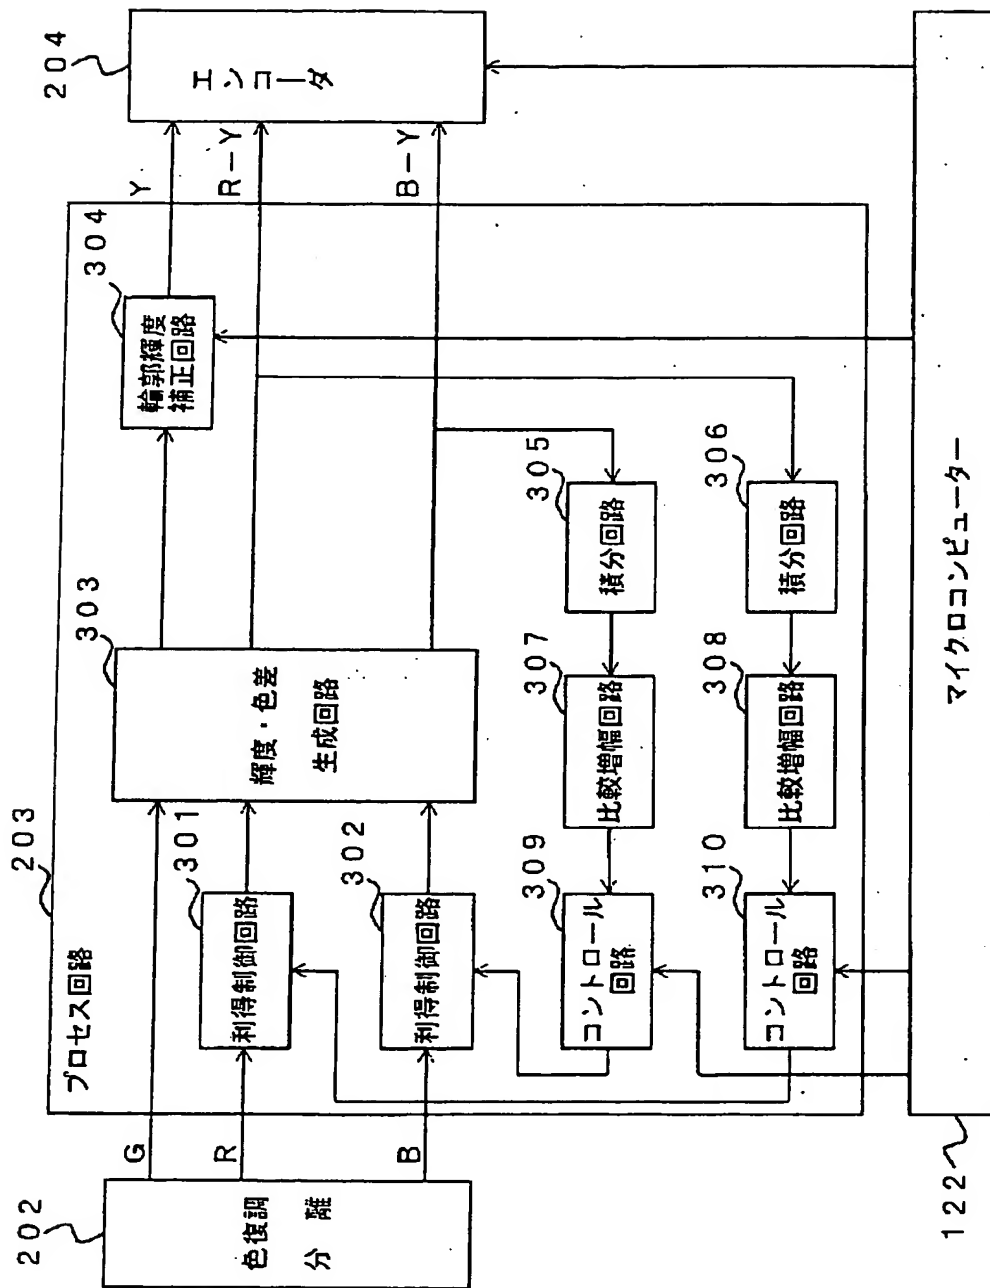 202
色復調
分離
G
R
B
203
プロセス回路
301
利得制御回路
302
利得制御回路
303
輝度・色差
生成回路
304
輪郭輝度
補正回路
Y
R-Y
B-Y
204
エンコーダ
305
積分回路
306
積分回路
307
比較増幅回路
308
比較増幅回路
309
コントロール
回路
310
コントロール
回路
122
マイクロコンピューター